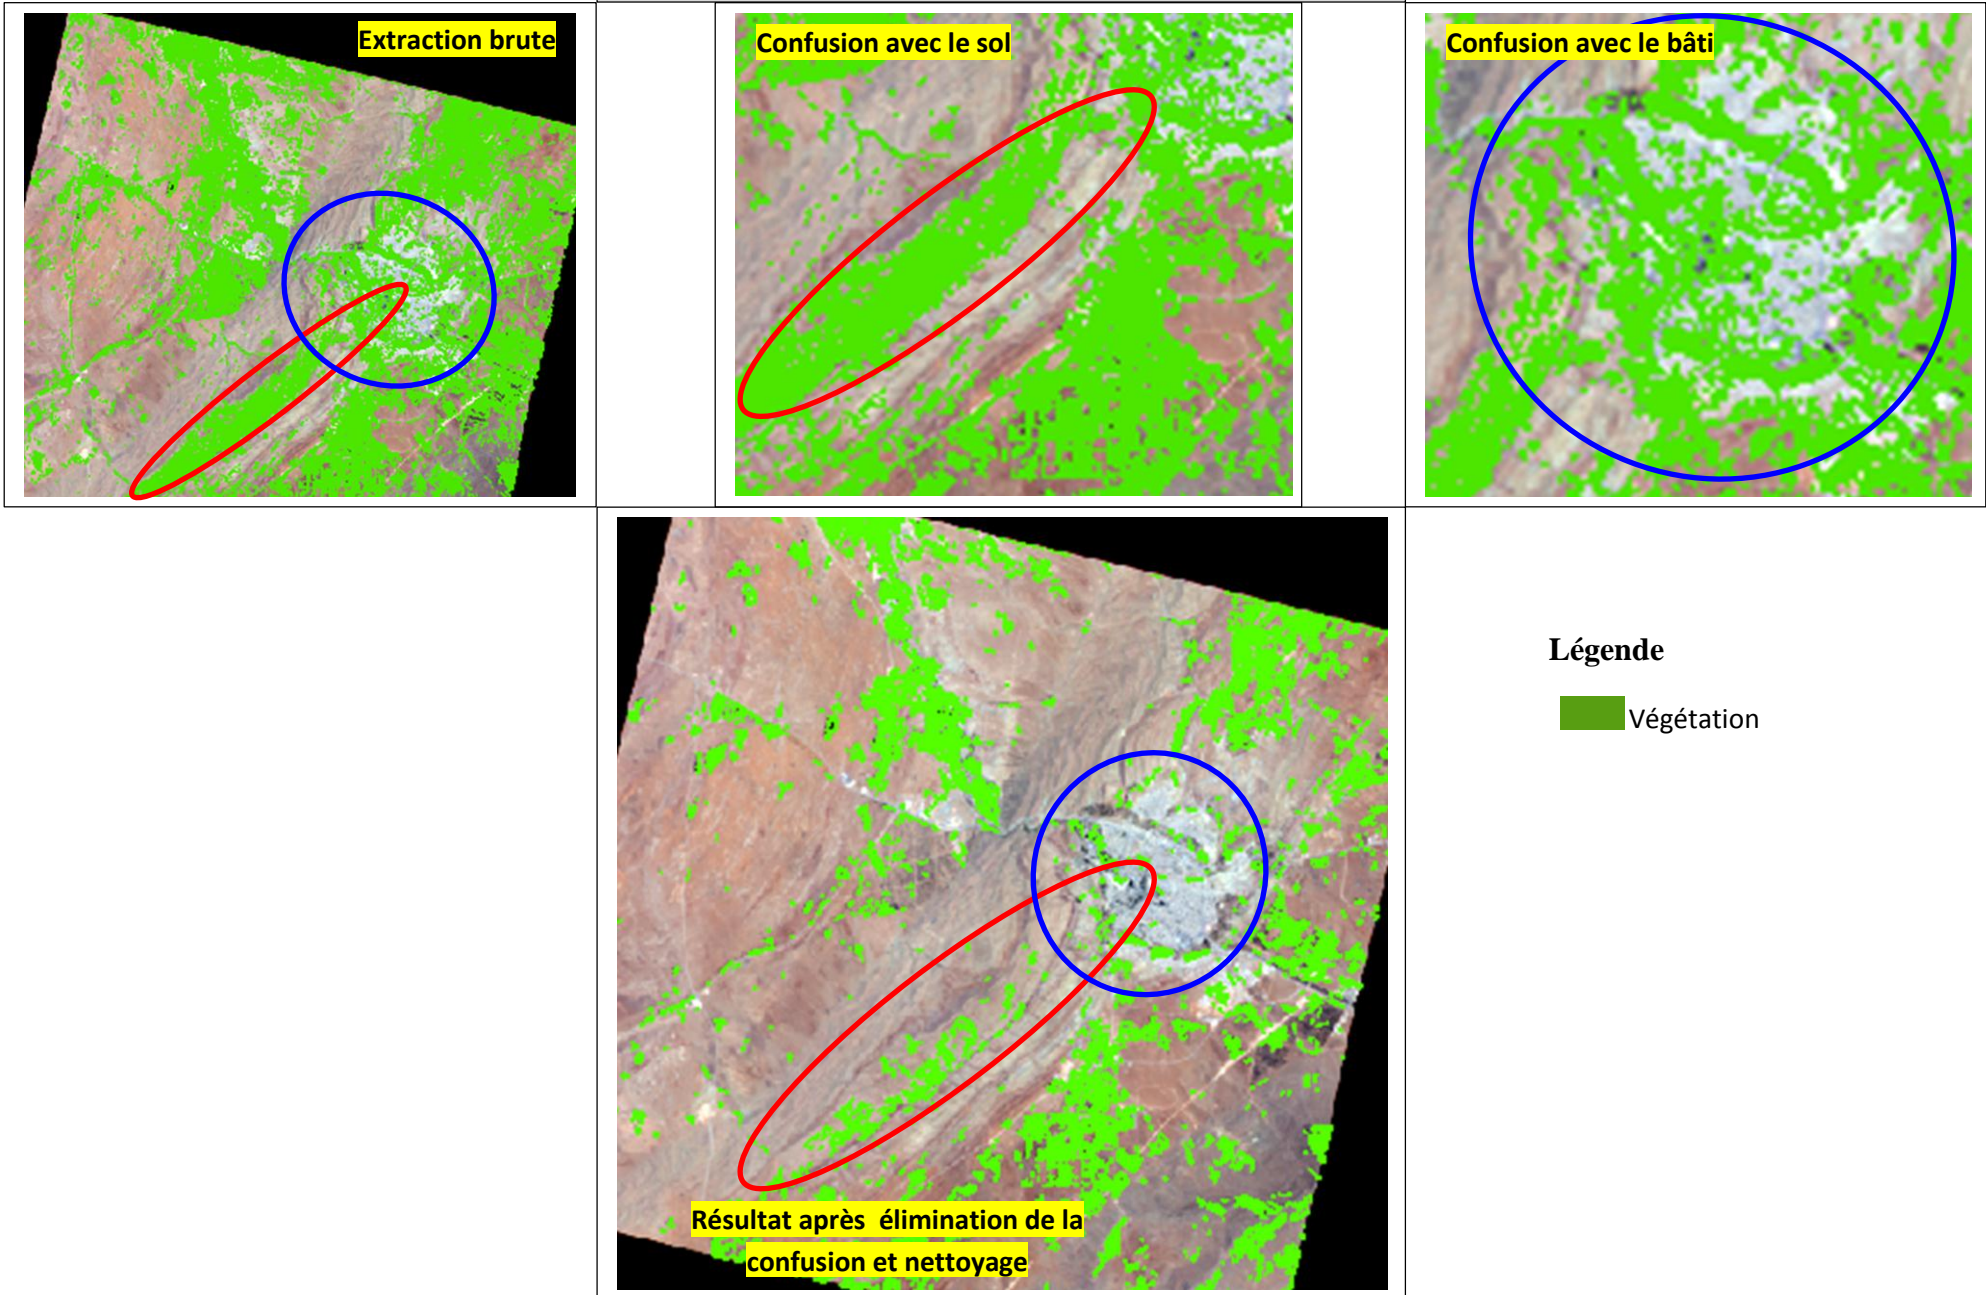 Extraction brute
Confusion avec le sol
Confusion avec le bâti
Légende
Végétation
Résultat après  élimination de la
confusion et nettoyage